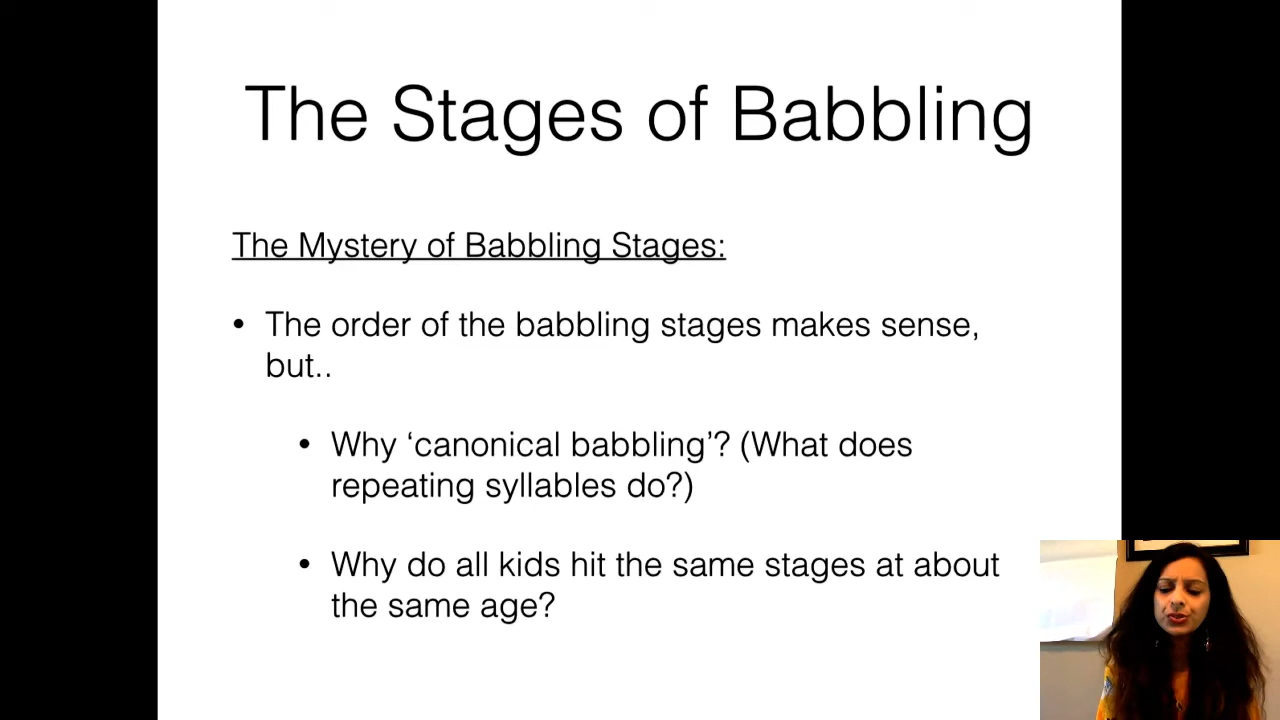 The Stages of Babbling
The Mystery of Babbling Stages:
• The order of the babbling stages makes sense,
but..
• Why ‘canonical babbling’? (What does
repeating syllables do?)
• Why do all kids hit the same stages at about
the same age?